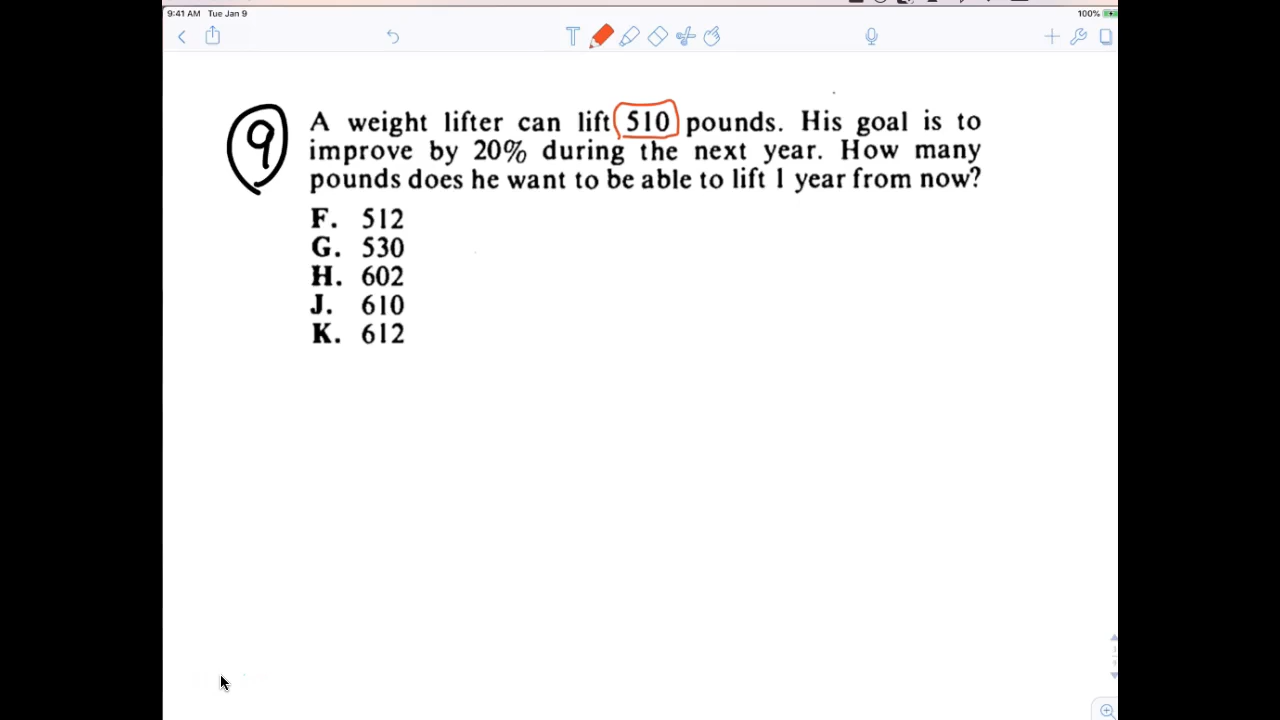 9:41 AM Tue Jan 9
100%
T
9
A weight lifter can lift 510 pounds. His goal is to
improve by 20% during the next year. How many
pounds does he want to be able to lift 1 year from now?
F. 512
G. 530
H. 602
J. 610
K. 612